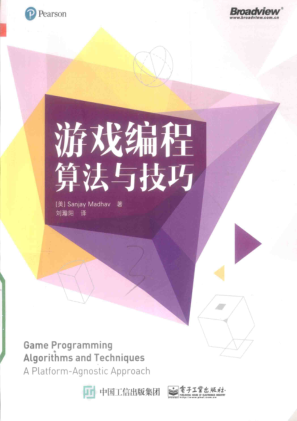 Pearson
Broadview®
www.broadview.com.cn
游戏编程
算法与技巧
[美] Sanjay Madhav 著
刘瀚阳 译
Game Programming
Algorithms and Techniques
A Platform-Agnostic Approach
中国工信出版集团
电子工业出版社